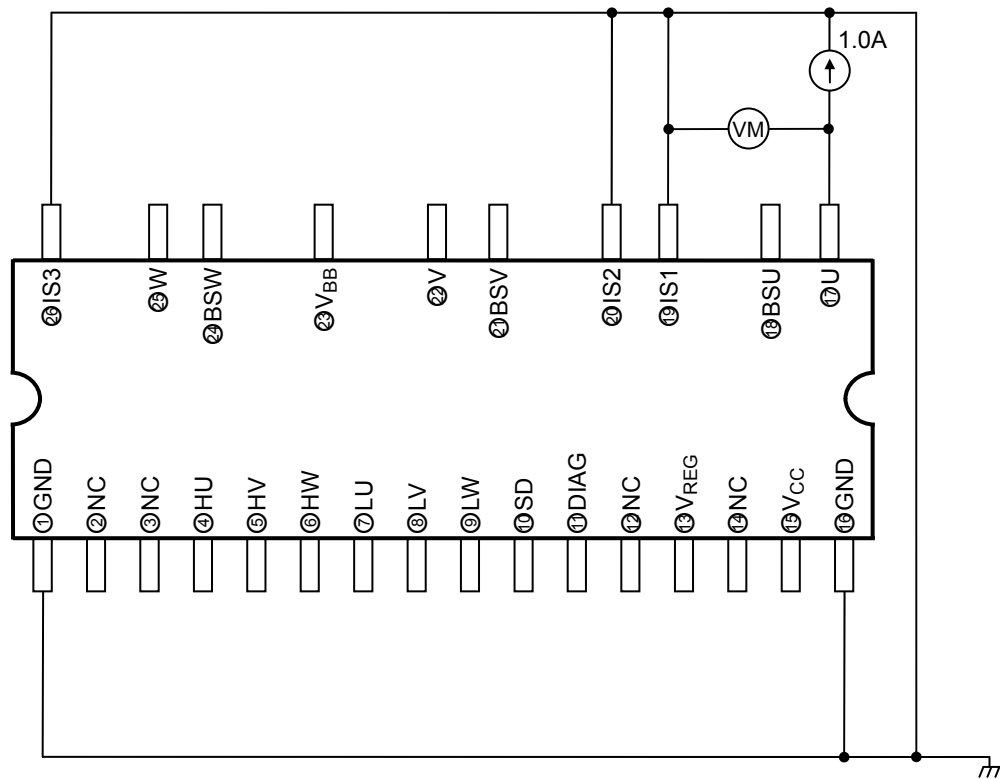 1.0A
VM
㉖IS3
㉕W
㉔BSW
㉓VBB
㉒V
㉑BSV
⑳IS2
⑲IS1
⑱BSU
⑰U
①GND
②NC
③NC
④HU
⑤HV
⑥HW
⑦LU
⑧LV
⑨LW
⑩SD
⑪DIAG
⑫NC
⑬VREG
⑭NC
⑮VCC
⑯GND